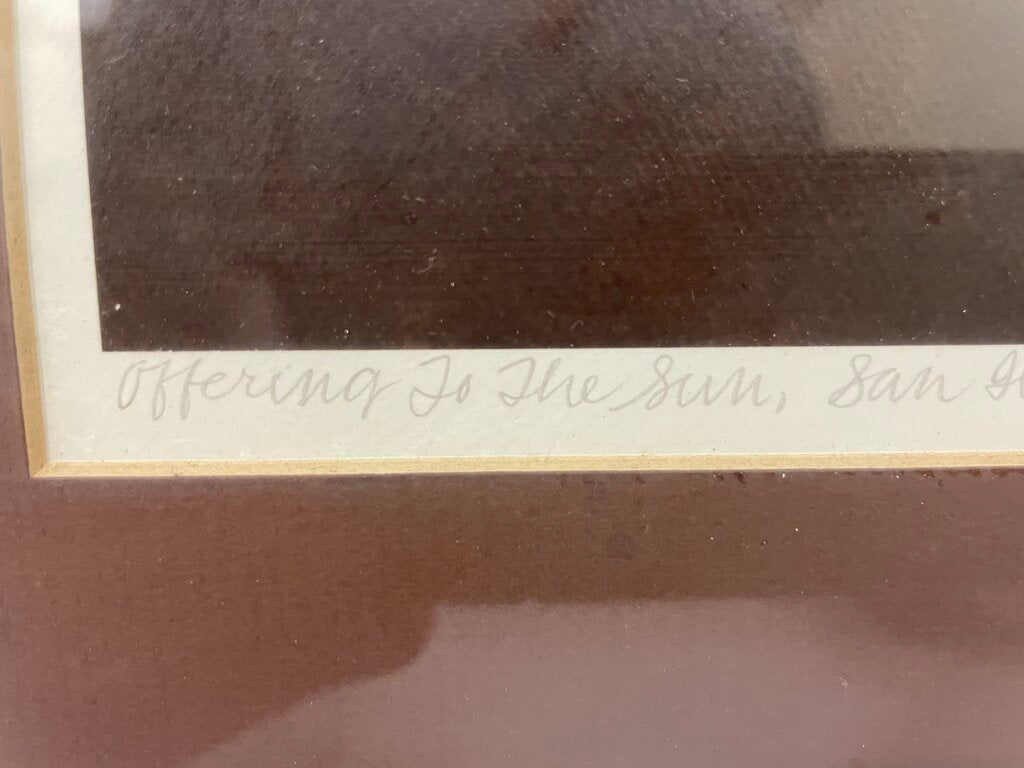 Offering To The Sun, San